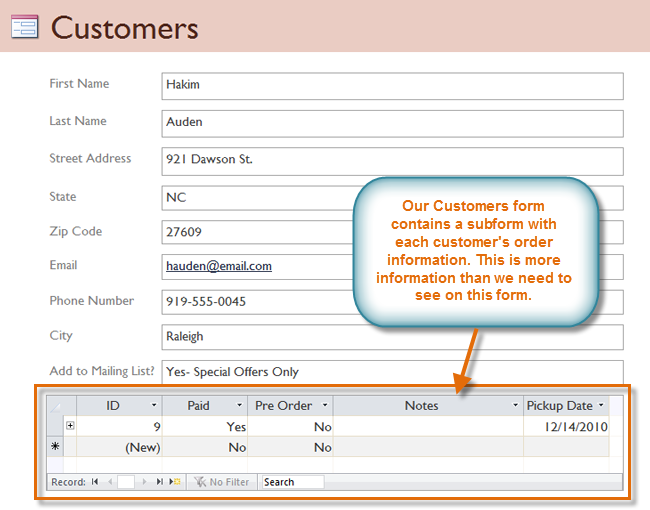 Customers
First Name Hakim
Last Name Auden
Street Address 921 Dawson St.
State NC
Zip Code 27609
Email hauden@email.com
Phone Number 919-555-0045
City Raleigh
Add to Mailing List? Yes- Special Offers Only
Our Customers form
contains a subform with
each customer's order
information. This is more
information than we need to
see on this form.
ID Paid Pre Order Notes Pickup Date
9 Yes No 12/14/2010
(New) No No
Record: No Filter Search